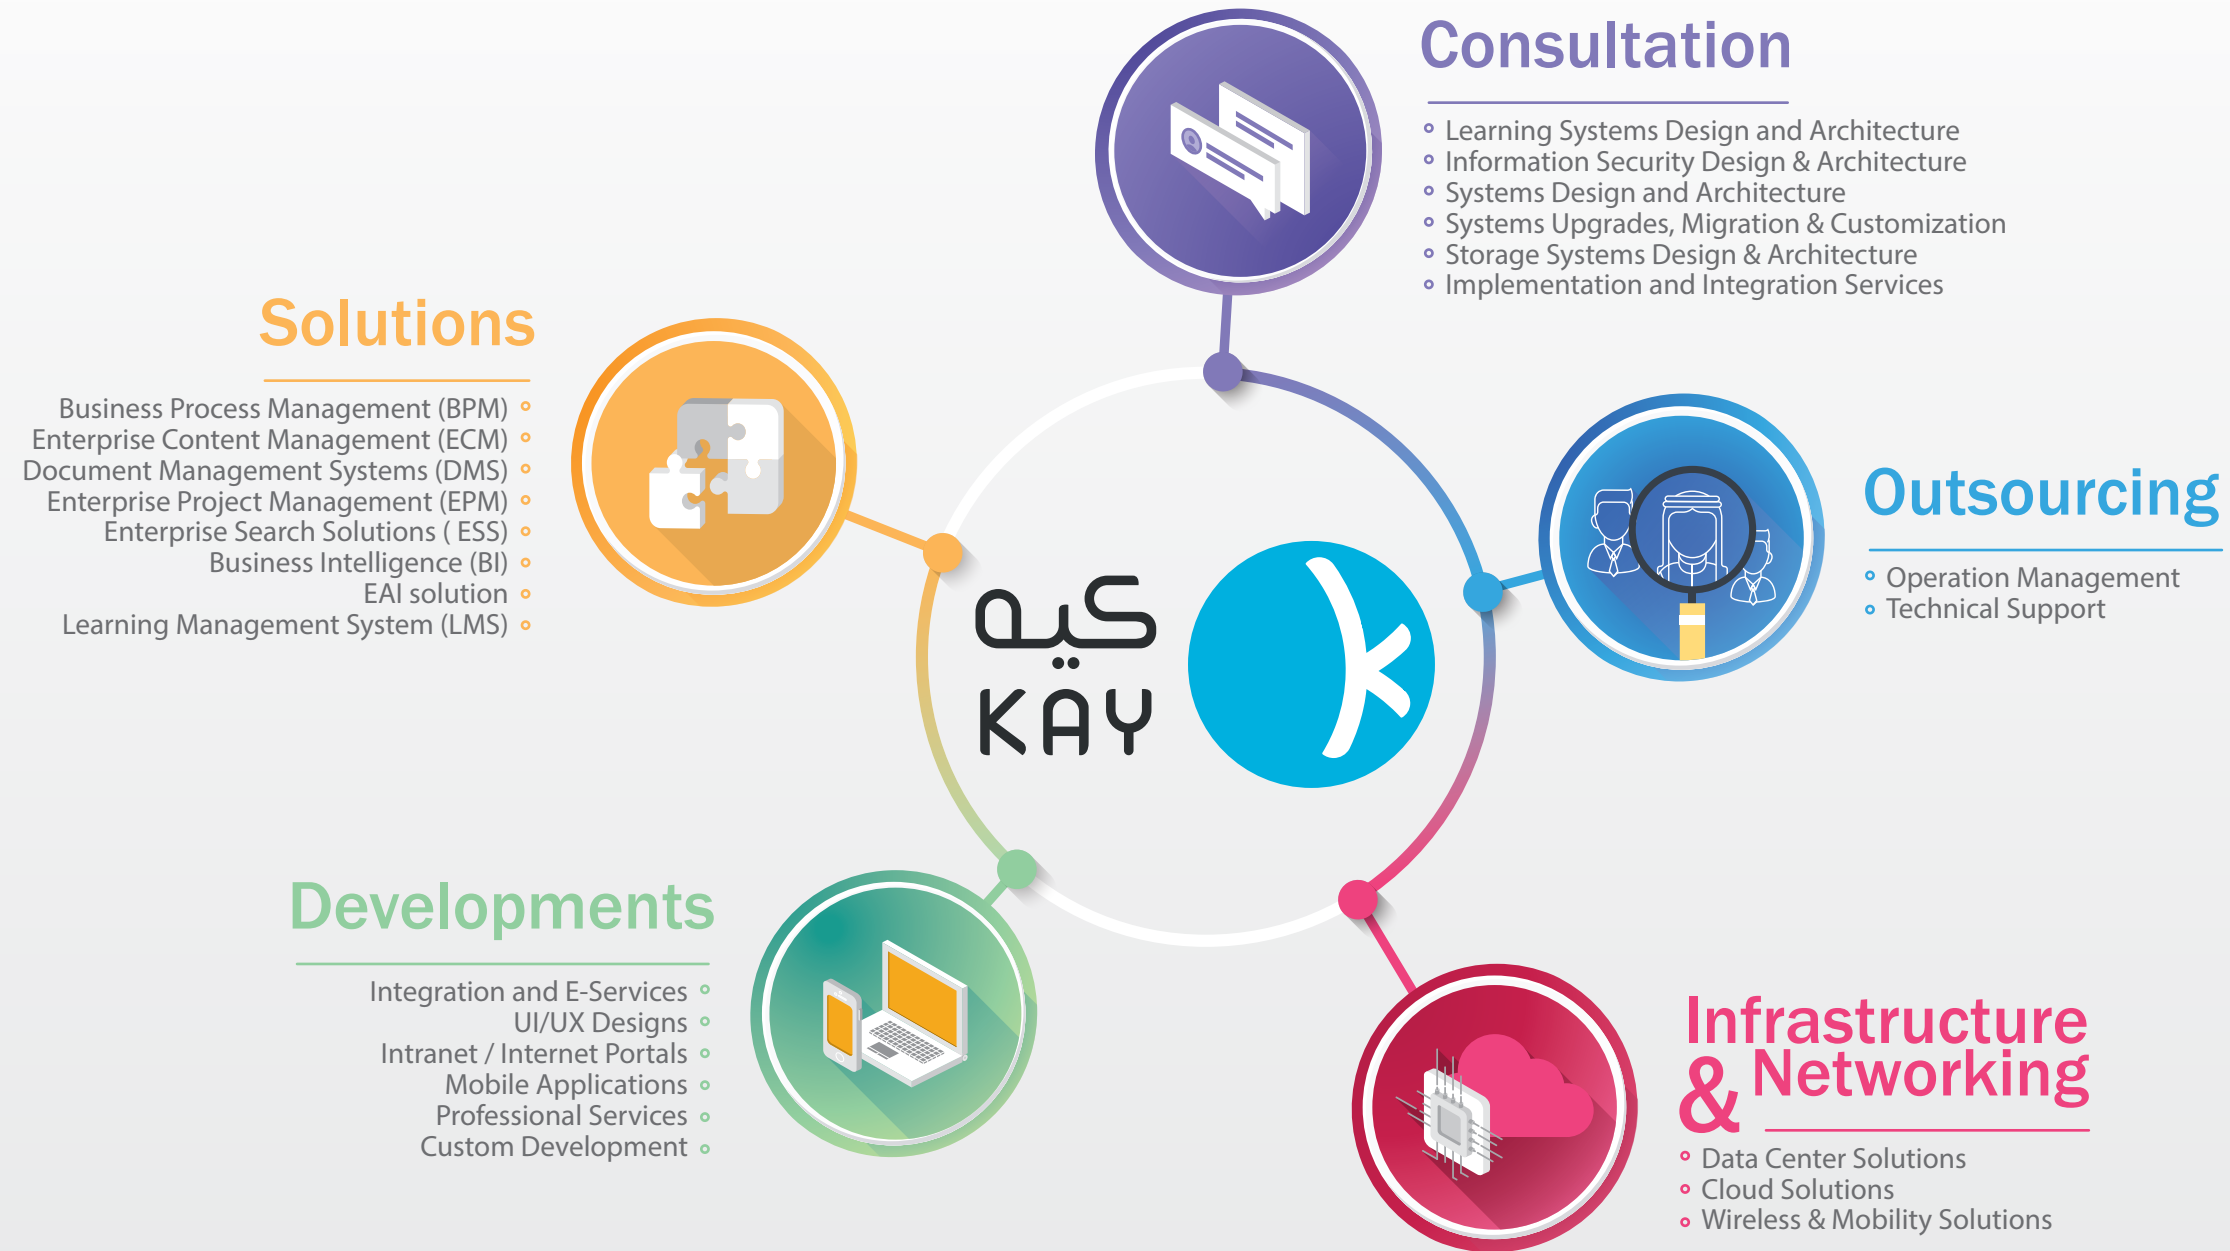 Consultation
Learning Systems Design and Architecture
Information Security Design & Architecture
Systems Design and Architecture
Systems Upgrades, Migration & Customization
Storage Systems Design & Architecture
Implementation and Integration Services
Solutions
Business Process Management (BPM)
Enterprise Content Management (ECM)
Document Management Systems (DMS)
Enterprise Project Management (EPM)
Enterprise Search Solutions ( ESS)
Business Intelligence (BI)
EAI solution
Learning Management System (LMS)
Outsourcing
Operation Management
Technical Support
كيه
KAY
Developments
Integration and E-Services
UI/UX Designs
Intranet / Internet Portals
Mobile Applications
Professional Services
Custom Development
Infrastructure
& Networking
Data Center Solutions
Cloud Solutions
Wireless & Mobility Solutions